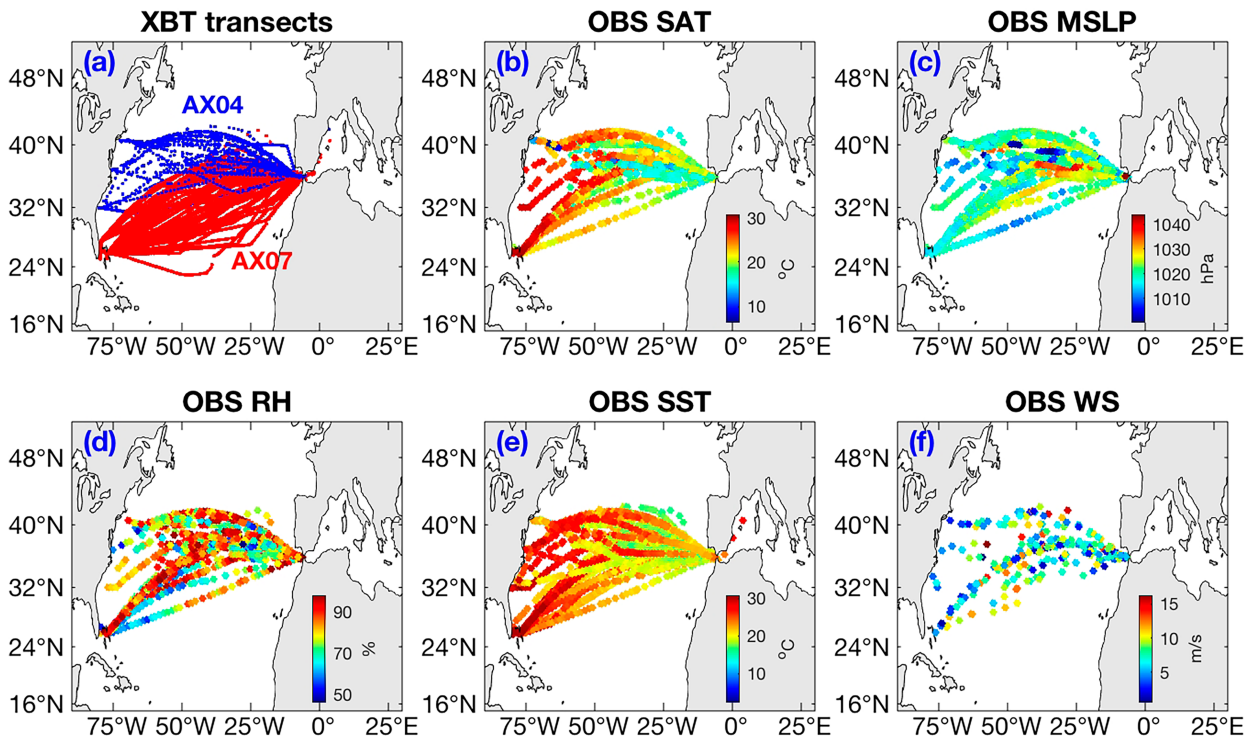 XBT transects
OBS SAT
OBS MSLP
(a)
AX04
AX07
48°N
40°N
32°N
24°N
16°N
75°W 50°W 25°W 0° 25°E
(b)
48°N
40°N
32°N
24°N
16°N
30
20
10
°C
75°W 50°W 25°W 0° 25°E
(c)
48°N
40°N
32°N
24°N
16°N
1040
1030
1020
1010
hPa
75°W 50°W 25°W 0° 25°E
OBS RH
OBS SST
OBS WS
(d)
48°N
40°N
32°N
24°N
16°N
90
70
50
%
75°W 50°W 25°W 0° 25°E
(e)
48°N
40°N
32°N
24°N
16°N
30
20
10
°C
75°W 50°W 25°W 0° 25°E
(f)
48°N
40°N
32°N
24°N
16°N
15
10
5
m/s
75°W 50°W 25°W 0° 25°E